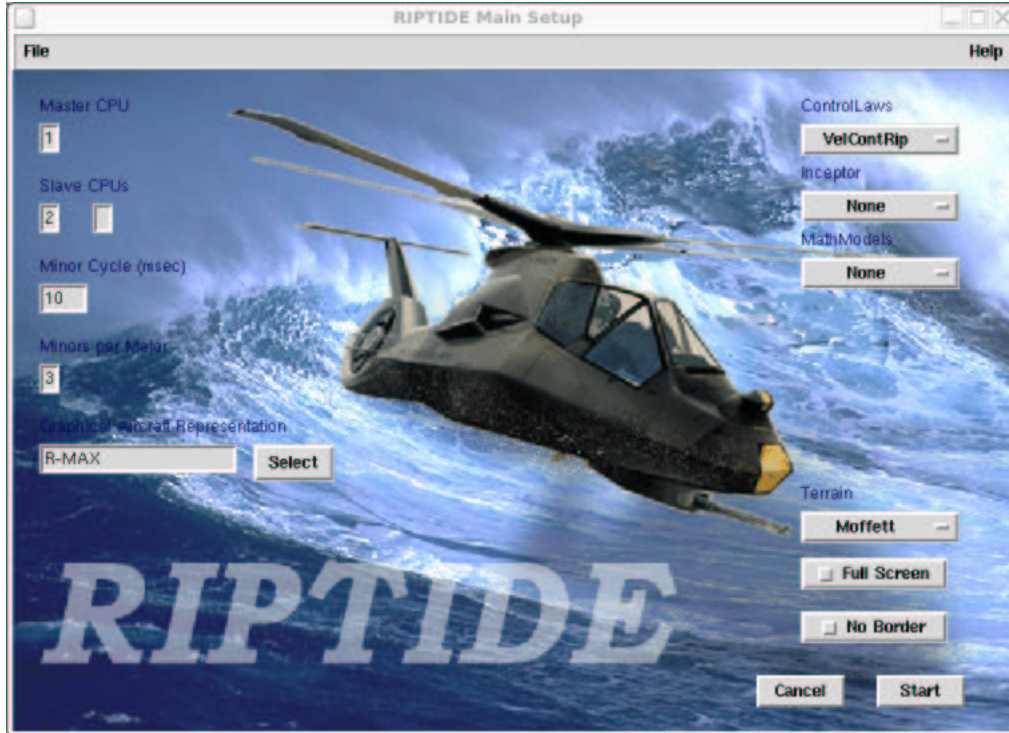 RIPTIDE Main Setup
File
Help
Master CPU
1
Slave CPUs
2
Minor Cycle (msec)
10
Minors per Major
3
Graphical Aircraft Representation
R-MAX
Select
ControlLaws
VelContRip
Inceptor
None
MathModels
None
Terrain
Moffett
Full Screen
No Border
RIPTIDE
Cancel
Start